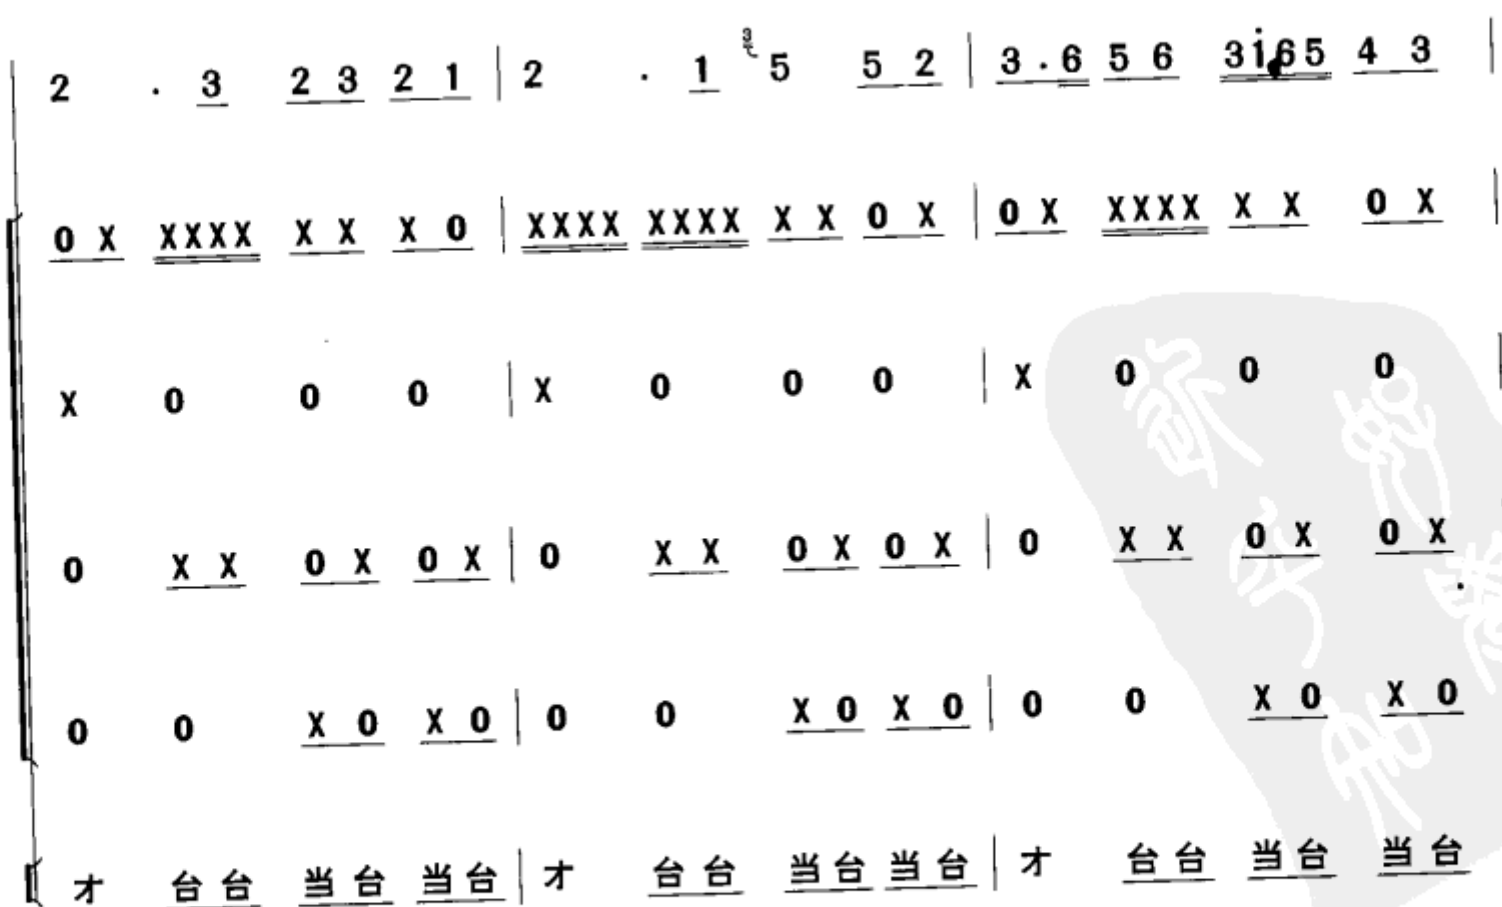 2 . 3 2 3 2 1 | 2 . 1 5 5 2 | 3 . 6 5 6 3 i 6 5 4 3 |
0 X XXXX X X X 0 | XXXX XXXX X X 0 X | 0 X XXXX X X 0 X |
X 0 0 0 | X 0 0 0 | X 0 0 0 |
0 X X 0 X 0 X | 0 X X 0 X 0 X | 0 X X 0 X 0 X
0 0 X 0 X 0 | 0 0 X 0 X 0 | 0 0 X 0 X 0
才 台台 当台 当台 | 才 台台 当台 当台 | 才 台台 当台 当台